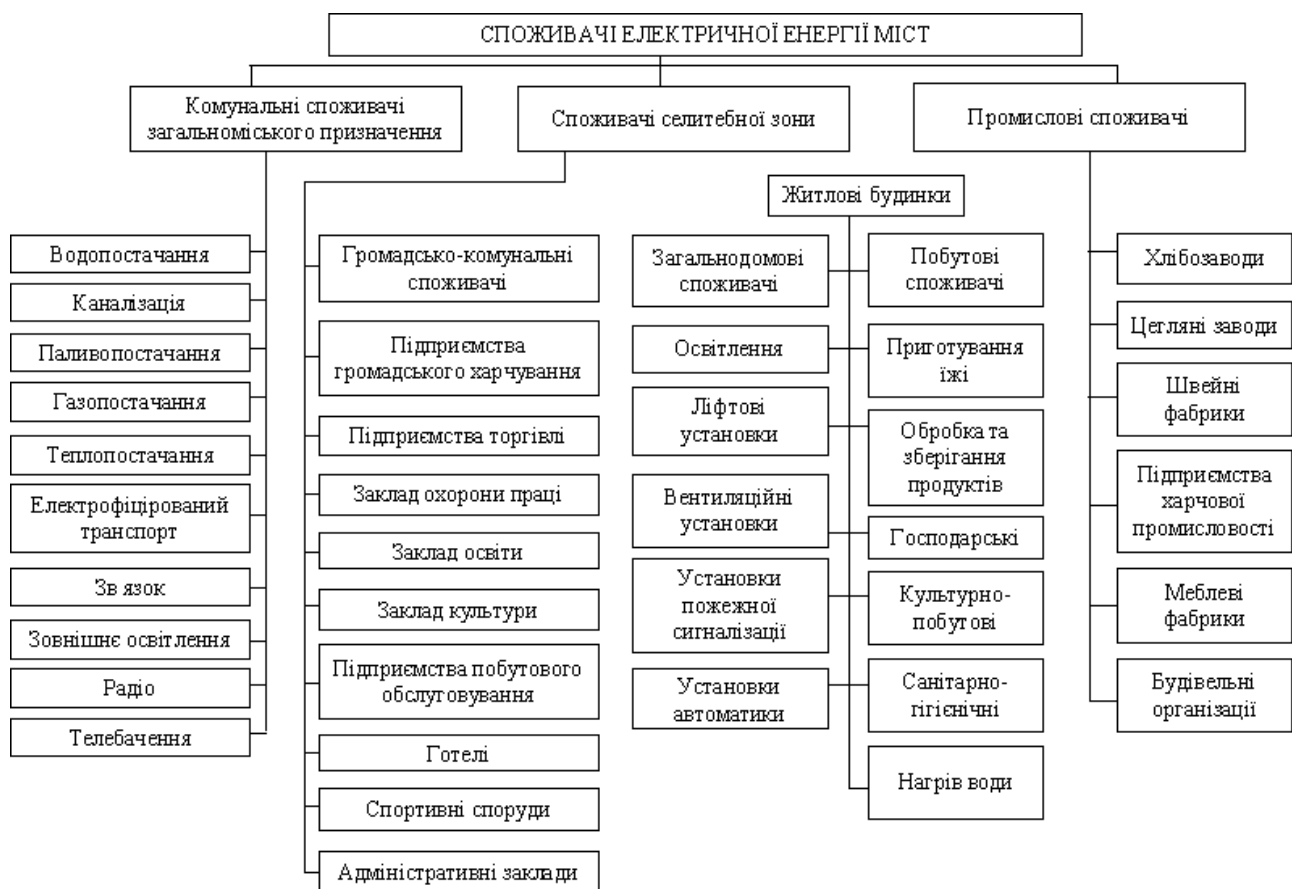 СПОЖИВАЧІ ЕЛЕКТРИЧНОЇ ЕНЕРГІЇ МІСТ
Комунальні споживачі
загальноміського призначення
Споживачі селитебної зони
Промислові споживачі
Житлові будинки
Водопостачання
Каналізація
Паливопостачання
Газопостачання
Теплопостачання
Електрофіцірований
транспорт
Зв язок
Зовнішнє освітлення
Радіо
Телебачення
Громадсько-комунальні
споживачі
Підприємства
громадського харчування
Підприємства торгівлі
Заклад охорони праці
Заклад освіти
Заклад культури
Підприємства побутового
обслуговування
Готелі
Спортивні споруди
Адміністративні заклади
Загальнодомові
споживачі
Освітлення
Ліфтові
установки
Вентиляційні
установки
Установки
пожежної
сигналізації
Установки
автоматики
Побутові
споживачі
Приготування
їжі
Обробка та
зберігання
продуктів
Господарські
Культурно-
побутові
Санітарно-
гігієнічні
Нагрів води
Хлібозаводи
Цегляні заводи
Швейні
фабрики
Підприємства
харчової
промисловості
Меблеві
фабрики
Будівельні
організації